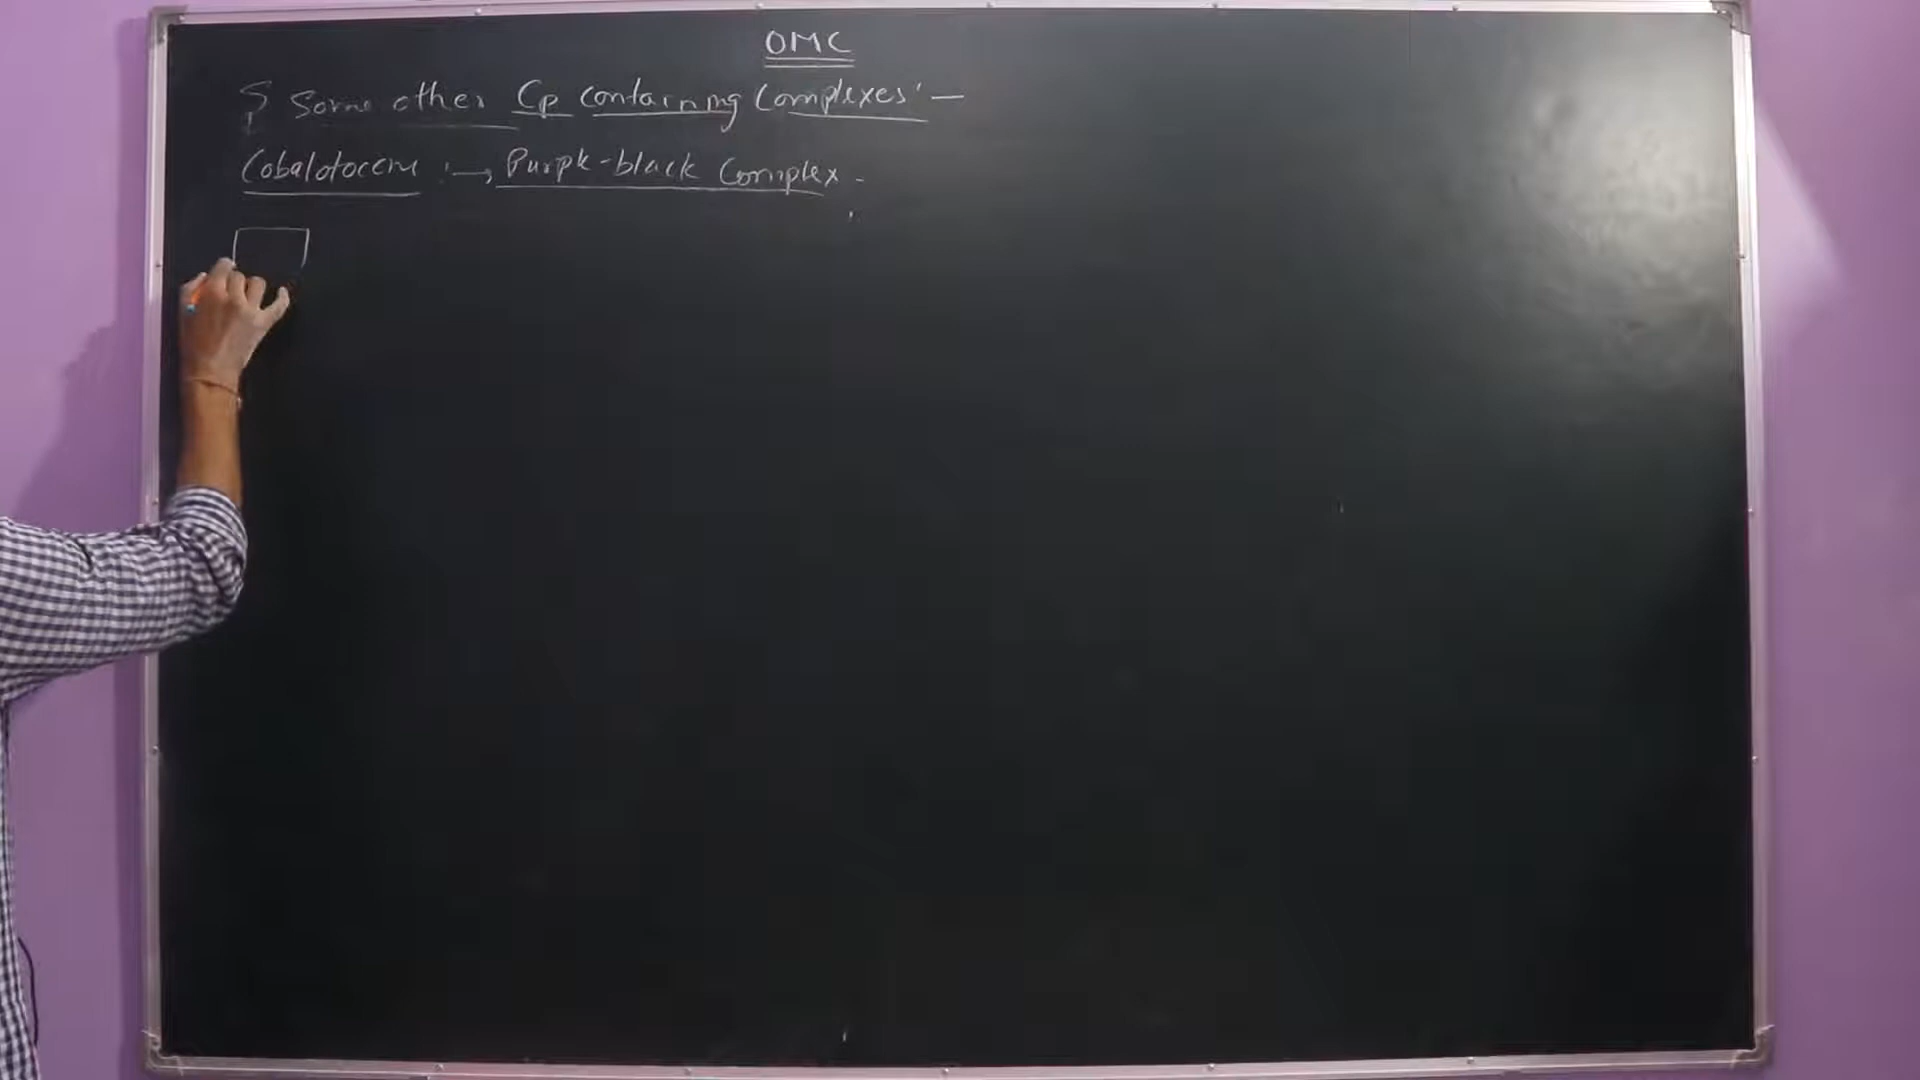 OMC
§ Some other Cp containing Complexes:—
Cobalotocene :→ Purple-black Complex -